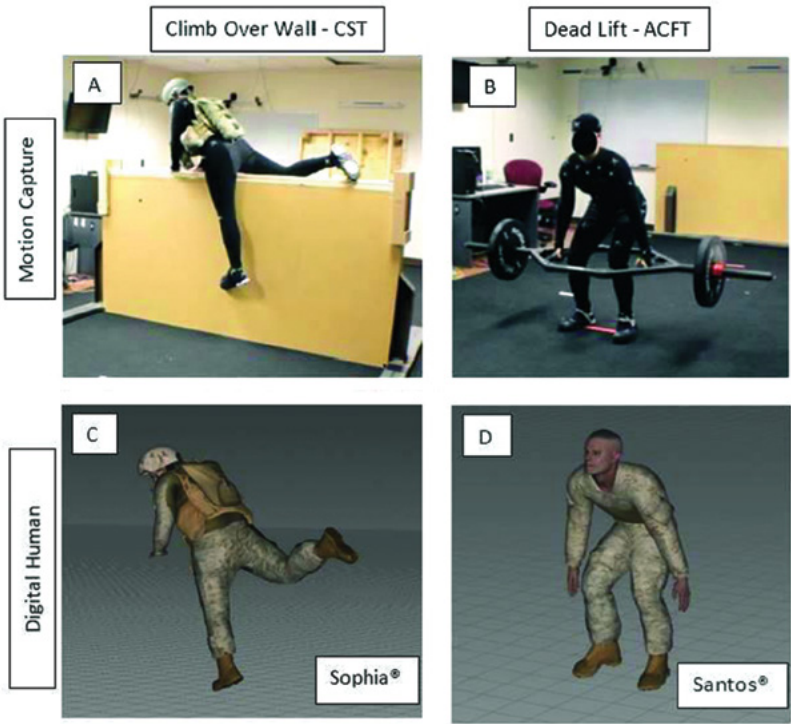 Climb Over Wall - CST
Dead Lift - ACFT
Motion Capture
A
B
Digital Human
C
D
Sophia®
Santos®